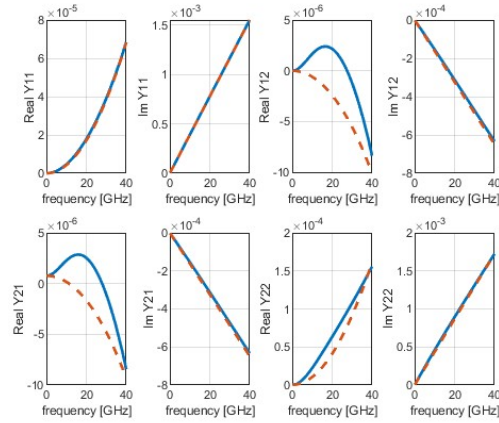 ×10⁻⁵ ×10⁻³ ×10⁻⁶ ×10⁻⁴
8 5 0
6 1.5 -2
4 1 0 -4
2 0.5 -5 -6
0 0 -10 -8
Real Y11 Im Y11 Real Y12 Im Y12
0 20 40 0 20 40 0 20 40 0 20 40
frequency [GHz] frequency [GHz] frequency [GHz] frequency [GHz]
×10⁻⁶ ×10⁻⁴ ×10⁻⁴ ×10⁻³
5 0 2 2
0 -2 1.5 1.5
-4 1 1
-5 -6 0.5 0.5
-10 -8 0 0
Real Y21 Im Y21 Real Y22 Im Y22
0 20 40 0 20 40 0 20 40 0 20 40
frequency [GHz] frequency [GHz] frequency [GHz] frequency [GHz]